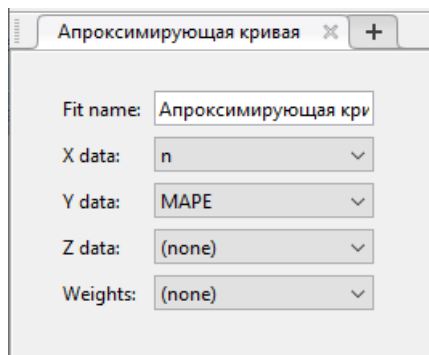 Апроксимирующая кривая
Fit name: Апроксимирующая кри
X data: n
Y data: MAPE
Z data: (none)
Weights: (none)